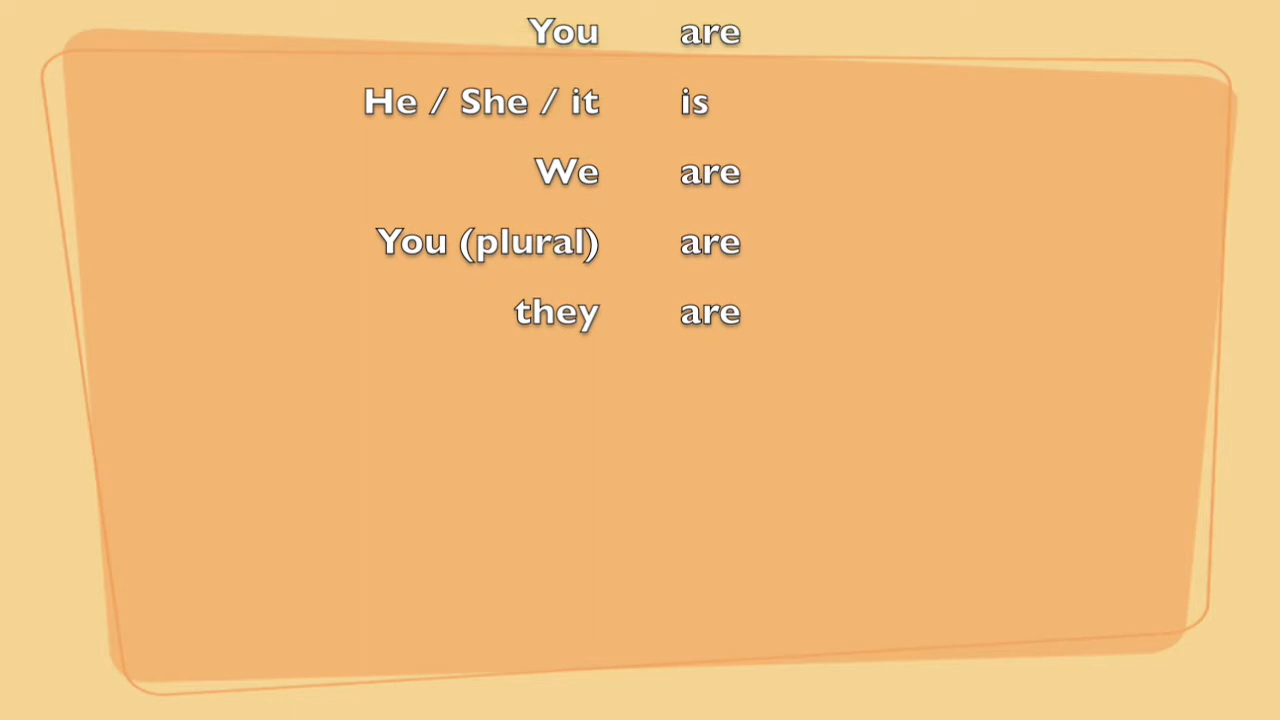 You are
He / She / it is
We are
You (plural) are
they are